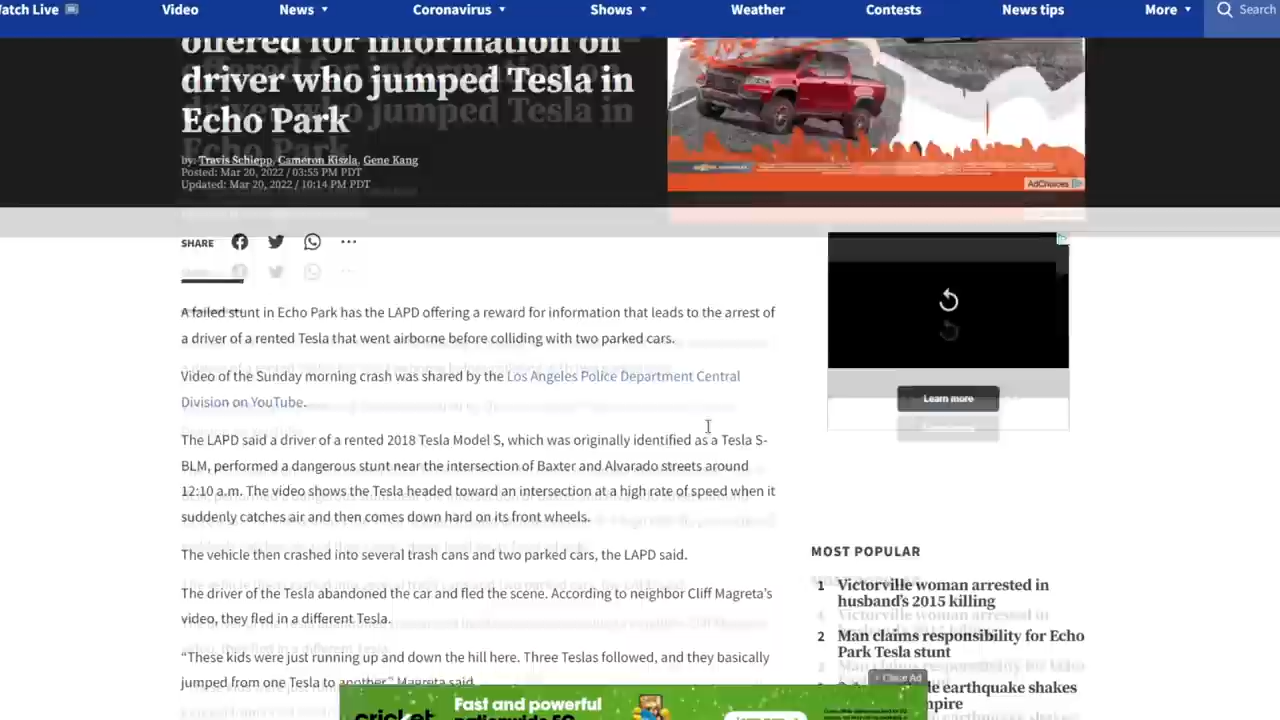 Watch Live
Video
News
Coronavirus
Shows
Weather
Contests
News tips
More
Search
offered for information on
driver who jumped Tesla in
Echo Park
by: Travis Schlepp, Cameron Kiszla, Gene Kang
Posted: Mar 20, 2022 / 03:55 PM PDT
Updated: Mar 20, 2022 / 10:14 PM PDT
AdChoices
SHARE
A failed stunt in Echo Park has the LAPD offering a reward for information that leads to the arrest of
a driver of a rented Tesla that went airborne before colliding with two parked cars.
Video of the Sunday morning crash was shared by the Los Angeles Police Department Central
Division on YouTube.
The LAPD said a driver of a rented 2018 Tesla Model S, which was originally identified as a Tesla S-
BLM, performed a dangerous stunt near the intersection of Baxter and Alvarado streets around
12:10 a.m. The video shows the Tesla headed toward an intersection at a high rate of speed when it
suddenly catches air and then comes down hard on its front wheels.
The vehicle then crashed into several trash cans and two parked cars, the LAPD said.
The driver of the Tesla abandoned the car and fled the scene. According to neighbor Cliff Magreta's
video, they fled in a different Tesla.
“These kids were just running up and down the hill here. Three Teslas followed, and they basically
jumped from one Tesla to another,” Magreta said.
Learn more
MOST POPULAR
1 Victorville woman arrested in
husband's 2015 killing
2 Man claims responsibility for Echo
Park Tesla stunt
× Close Ad
earthquake shakes
cricket
Fast and powerful
nationwide 5G